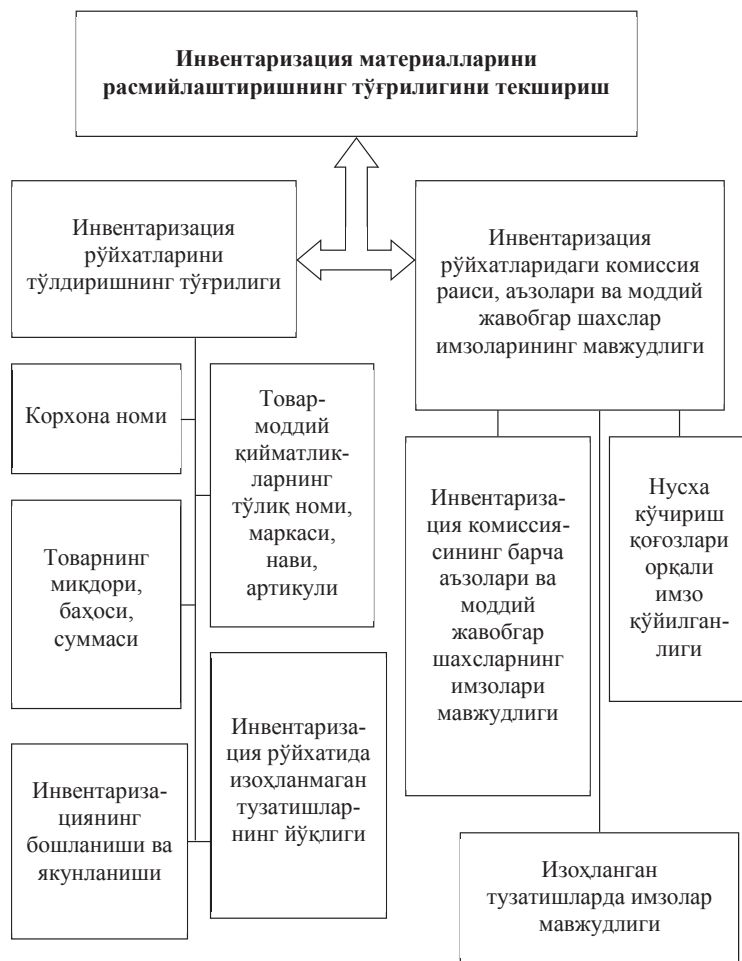 Инвентаризация материалларини
расмийлаштиришнинг тўғрилигини текшириш
Инвентаризация
рўйхатларини
тўлдиришнинг тўғрилиги
Инвентаризация
рўйхатларидаги комиссия
раиси, аъзолари ва моддий
жавобгар шахслар
имзоларининг мавжудлиги
Корхона номи
Товар-
моддий
қийматлик-
ларнинг
тўлиқ номи,
маркаси,
нави,
артикули
Товарнинг
миқдори,
баҳоси,
суммаси
Инвентариза-
ция рўйхатида
изоҳланмаган
тузатишлар-
нинг йўқлиги
Инвентариза-
циянинг
бошланиши ва
якунланиши
Инвентариза-
ция комиссия-
сининг барча
аъзолари ва
моддий
жавобгар
шахсларнинг
имзолари
мавжудлиги
Нусха
кўчириш
қоғозлари
орқали
имзо
қўйилган-
лиги
Изоҳланган
тузатишларда имзолар
мавжудлиги